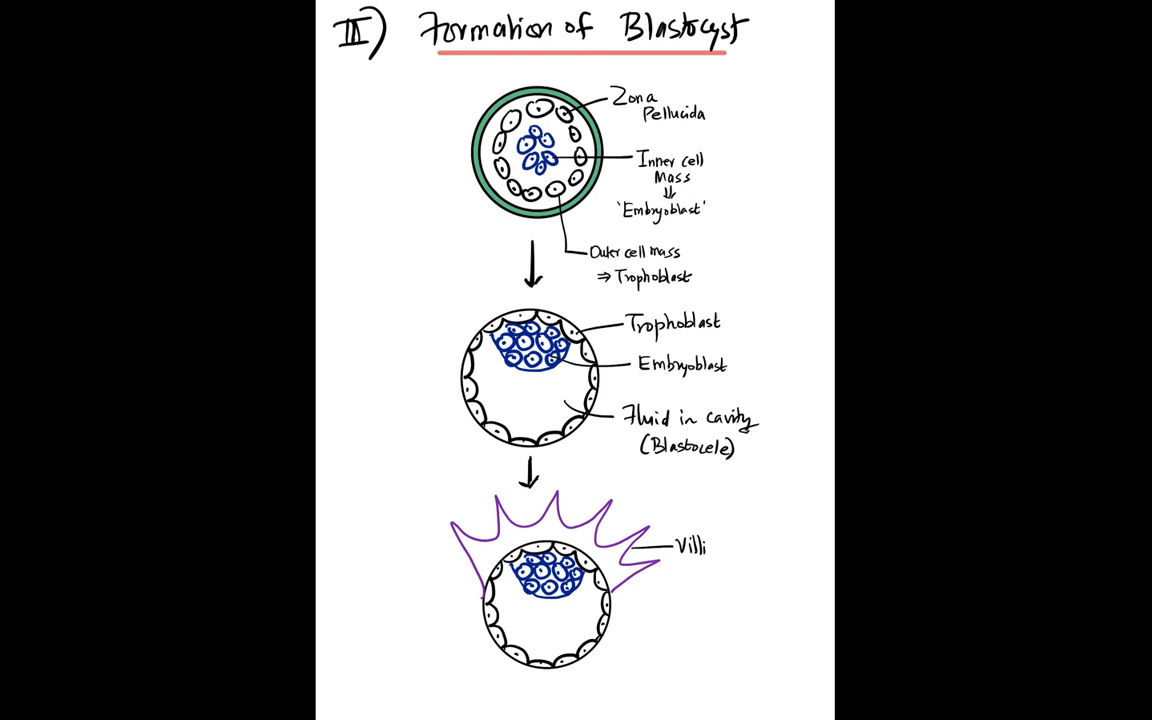 III) Formation of Blastocyst
Zona
Pellucida
Inner cell
Mass
⇓
'Embryoblast'
Outer cell mass
⇒ Trophoblast
Trophoblast
Embryoblast
Fluid in cavity
(Blastocele)
Villi